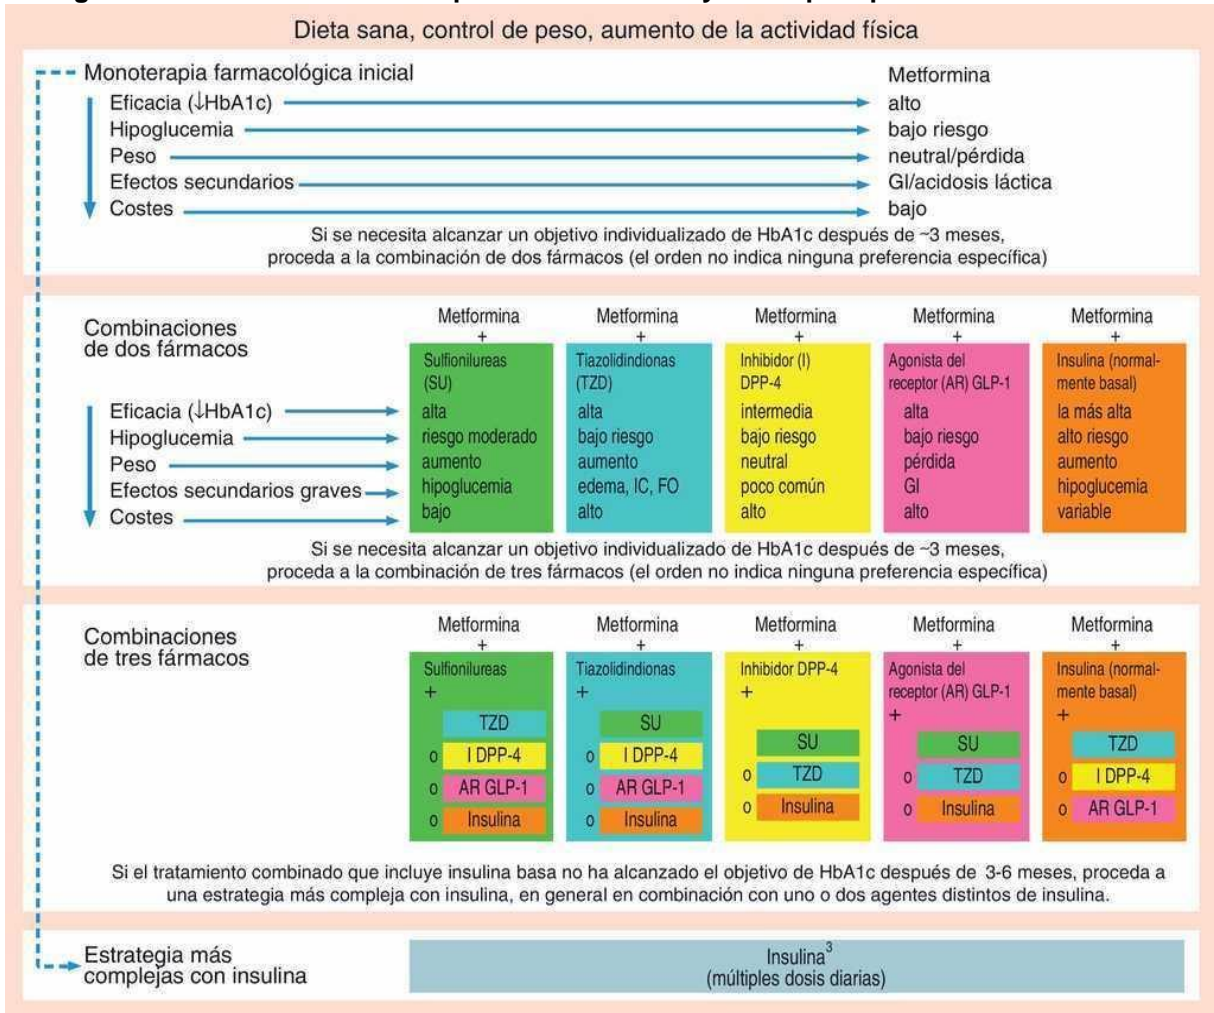 Dieta sana, control de peso, aumento de la actividad física
Monoterapia farmacológica inicial
Metformina
Eficacia (↓HbA1c)
alto
Hipoglucemia
bajo riesgo
Peso
neutral/pérdida
Efectos secundarios
GI/acidosis láctica
Costes
bajo
Si se necesita alcanzar un objetivo individualizado de HbA1c después de ~3 meses,
proceda a la combinación de dos fármacos (el orden no indica ninguna preferencia específica)
Combinaciones
de dos fármacos
Eficacia (↓HbA1c)
Hipoglucemia
Peso
Efectos secundarios graves
Costes
Metformina
+
Sulfionilureas
(SU)
alta
riesgo moderado
aumento
hipoglucemia
bajo
Metformina
+
Tiazolidindionas
(TZD)
alta
bajo riesgo
aumento
edema, IC, FO
alto
Metformina
+
Inhibidor (I)
DPP-4
intermedia
bajo riesgo
neutral
poco común
alto
Metformina
+
Agonista del
receptor (AR) GLP-1
alta
bajo riesgo
pérdida
GI
alto
Metformina
+
Insulina (normal-
mente basal)
la más alta
alto riesgo
aumento
hipoglucemia
variable
Si se necesita alcanzar un objetivo individualizado de HbA1c después de ~3 meses,
proceda a la combinación de tres fármacos (el orden no indica ninguna preferencia específica)
Combinaciones
de tres fármacos
Metformina
+
Sulfionilureas
+
TZD
o I DPP-4
o AR GLP-1
o Insulina
Metformina
+
Tiazolidindionas
+
SU
o I DPP-4
o AR GLP-1
o Insulina
Metformina
+
Inhibidor DPP-4
+
SU
o TZD
o Insulina
Metformina
+
Agonista del
receptor (AR) GLP-1
+
SU
o TZD
o Insulina
Metformina
+
Insulina (normal-
mente basal)
+
TZD
o I DPP-4
o AR GLP-1
Si el tratamiento combinado que incluye insulina basa no ha alcanzado el objetivo de HbA1c después de 3-6 meses, proceda a
una estrategia más compleja con insulina, en general en combinación con uno o dos agentes distintos de insulina.
Estrategia más
complejas con insulina
Insulina³
(múltiples dosis diarias)